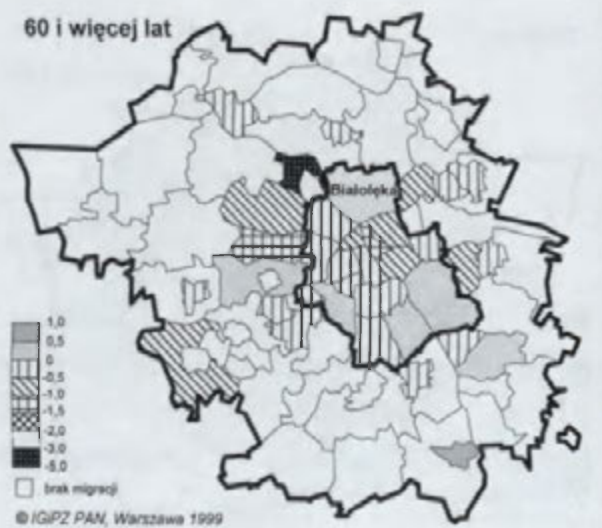 60 i więcej lat
Białołęka
1,0
0,5
0
-0,5
-1,0
-1,5
-2,0
-3,0
-5,0
brak migracji
© IGiPZ PAN, Warszawa 1999